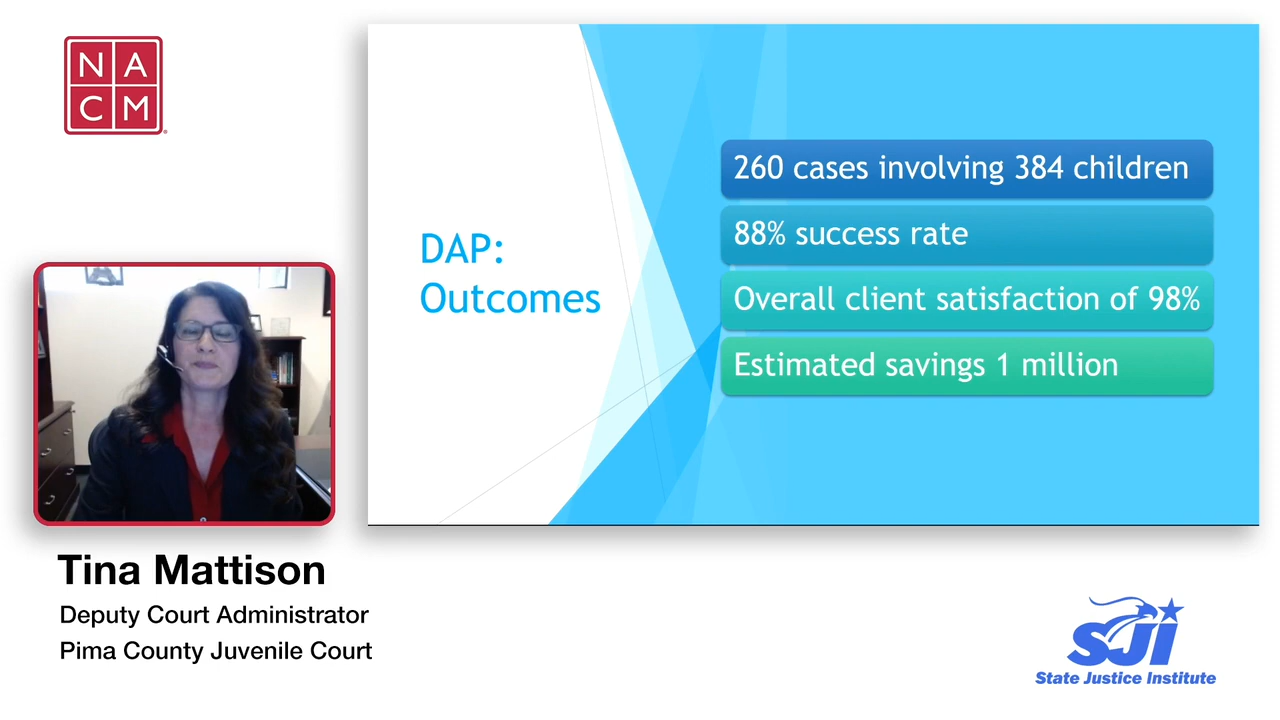 NACM
DAP:
Outcomes
260 cases involving 384 children
88% success rate
Overall client satisfaction of 98%
Estimated savings 1 million
Tina Mattison
Deputy Court Administrator
Pima County Juvenile Court
SJI
State Justice Institute